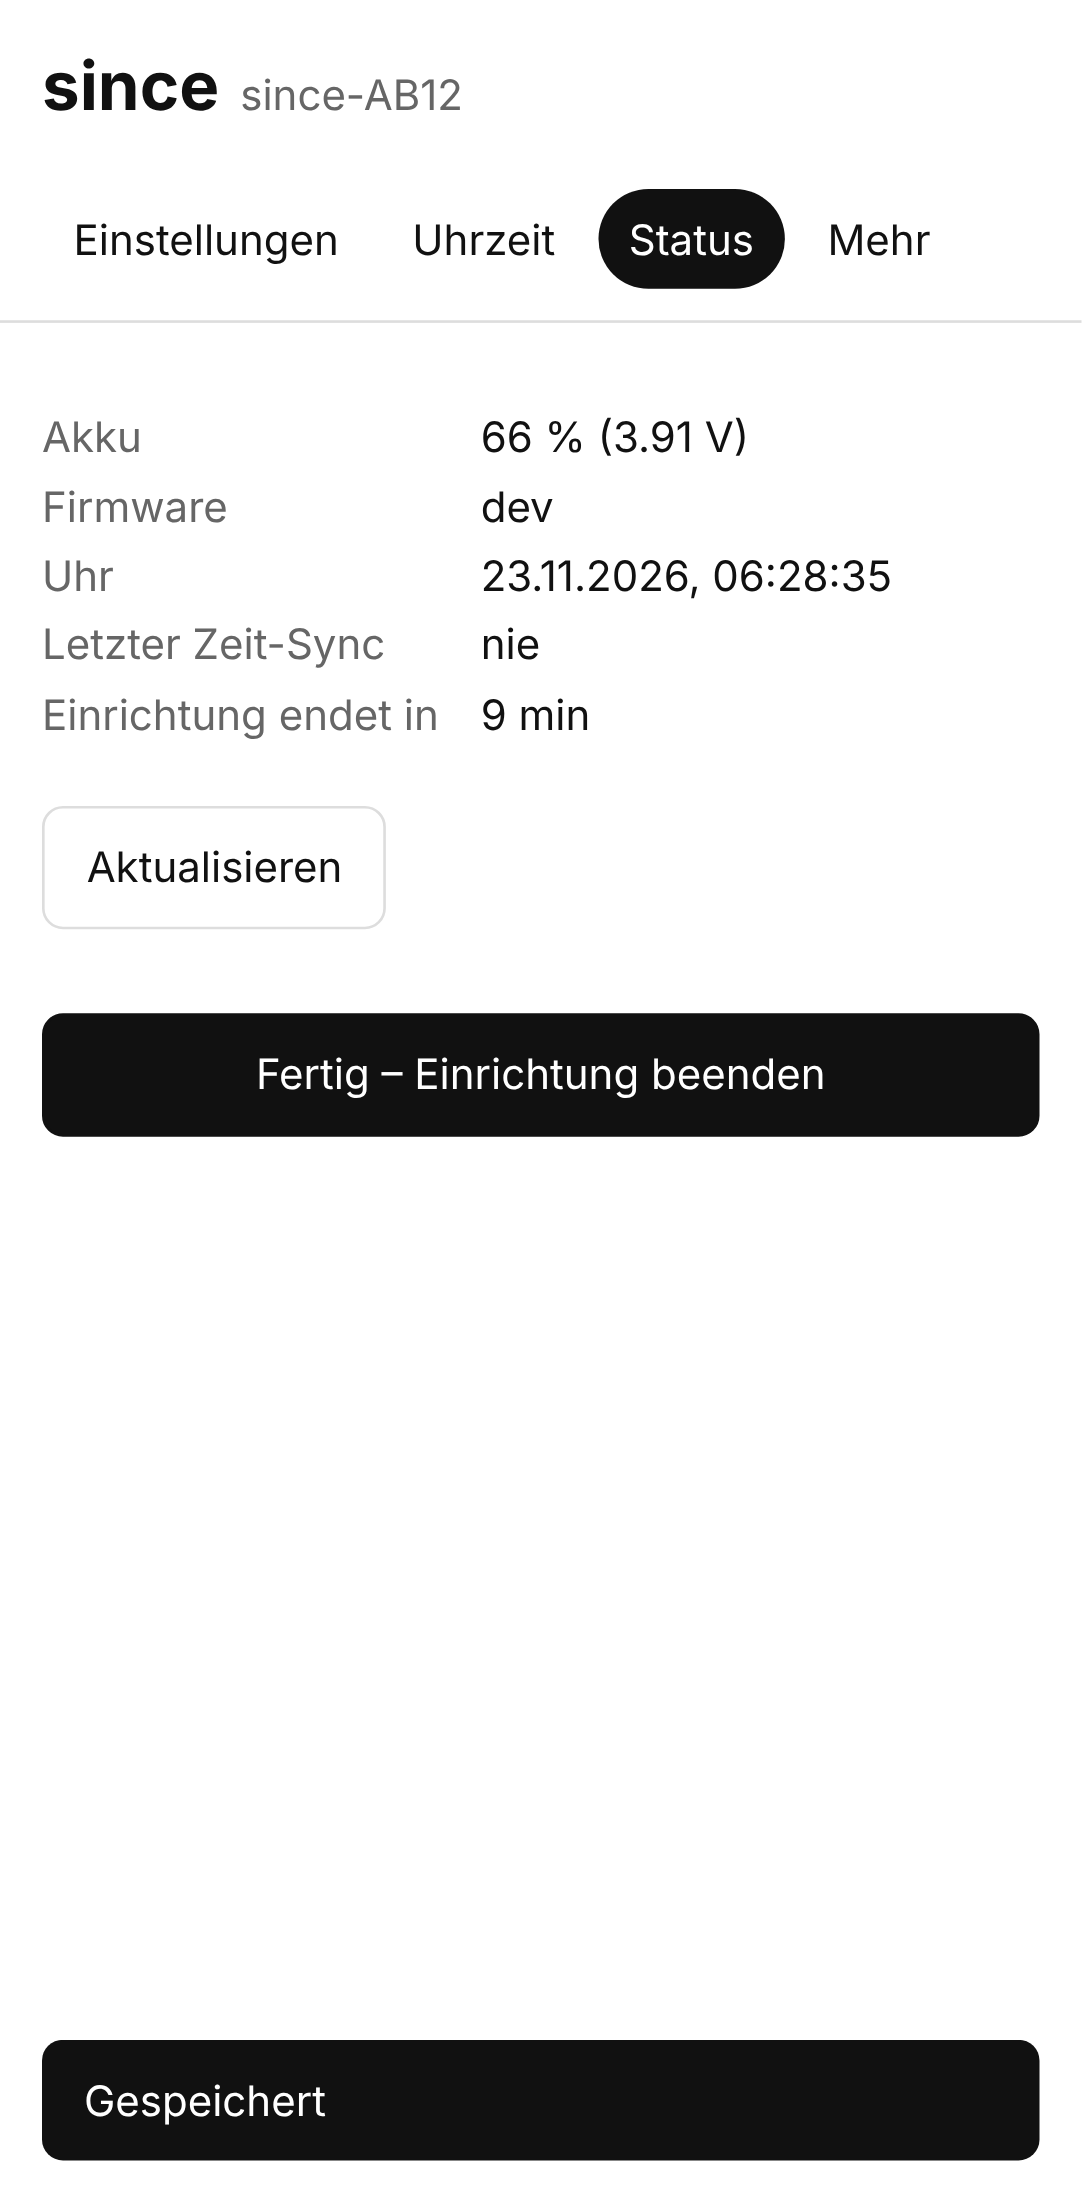 since since-AB12
Einstellungen Uhrzeit Status Mehr
Akku 66 % (3.91 V)
Firmware dev
Uhr 23.11.2026, 06:28:35
Letzter Zeit-Sync nie
Einrichtung endet in 9 min
Aktualisieren
Fertig – Einrichtung beenden
Gespeichert